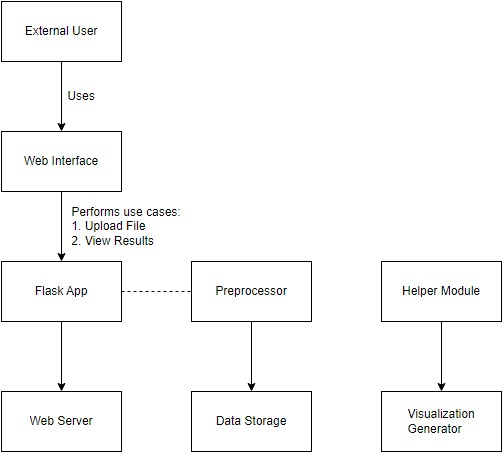 External User
Uses
Web Interface
Performs use cases:
1. Upload File
2. View Results
Flask App
Preprocessor
Helper Module
Web Server
Data Storage
Visualization
Generator